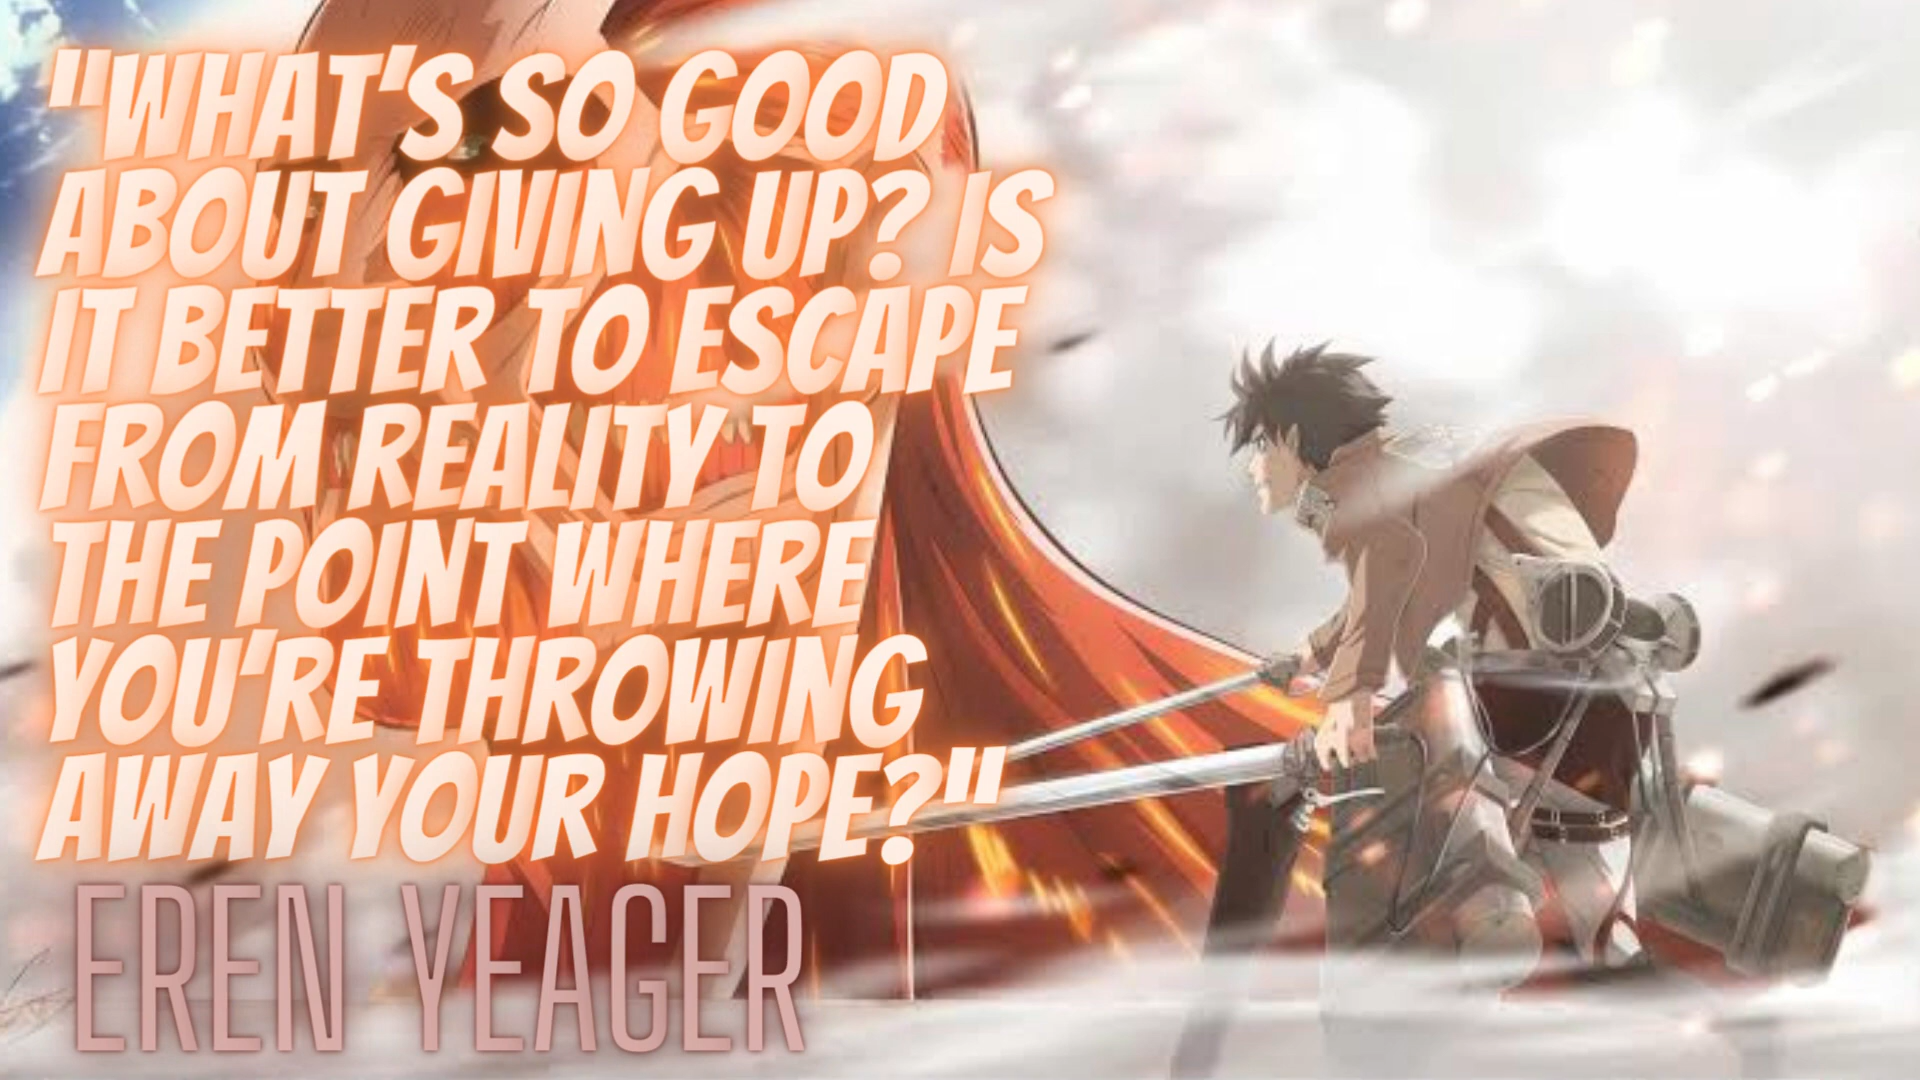 "WHAT'S SO GOOD
ABOUT GIVING UP? IS
IT BETTER TO ESCAPE
FROM REALITY TO
THE POINT WHERE
YOU'RE THROWING
AWAY YOUR HOPE?"
EREN YEAGER